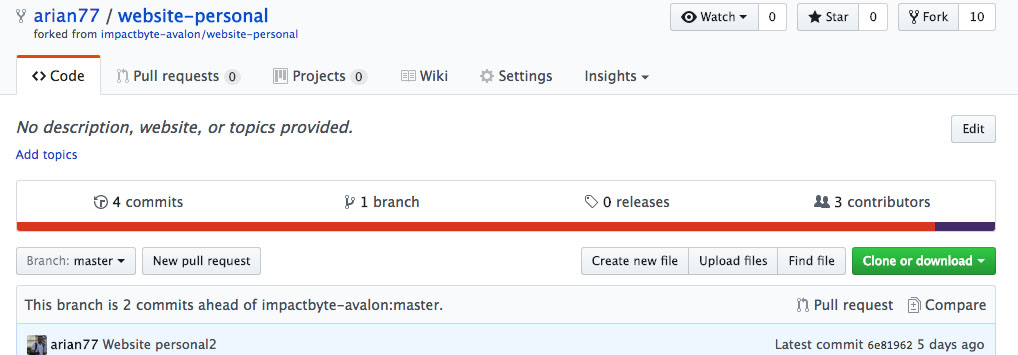 arian77 / website-personal
Watch 0 Star 0 Fork 10
forked from impactbyte-avalon/website-personal
Code Pull requests 0 Projects 0 Wiki Settings Insights
No description, website, or topics provided. Edit
Add topics
4 commits 1 branch 0 releases 3 contributors
Branch: master New pull request Create new file Upload files Find file Clone or download
This branch is 2 commits ahead of impactbyte-avalon:master. Pull request Compare
arian77 Website personal2 Latest commit 6e81962 5 days ago